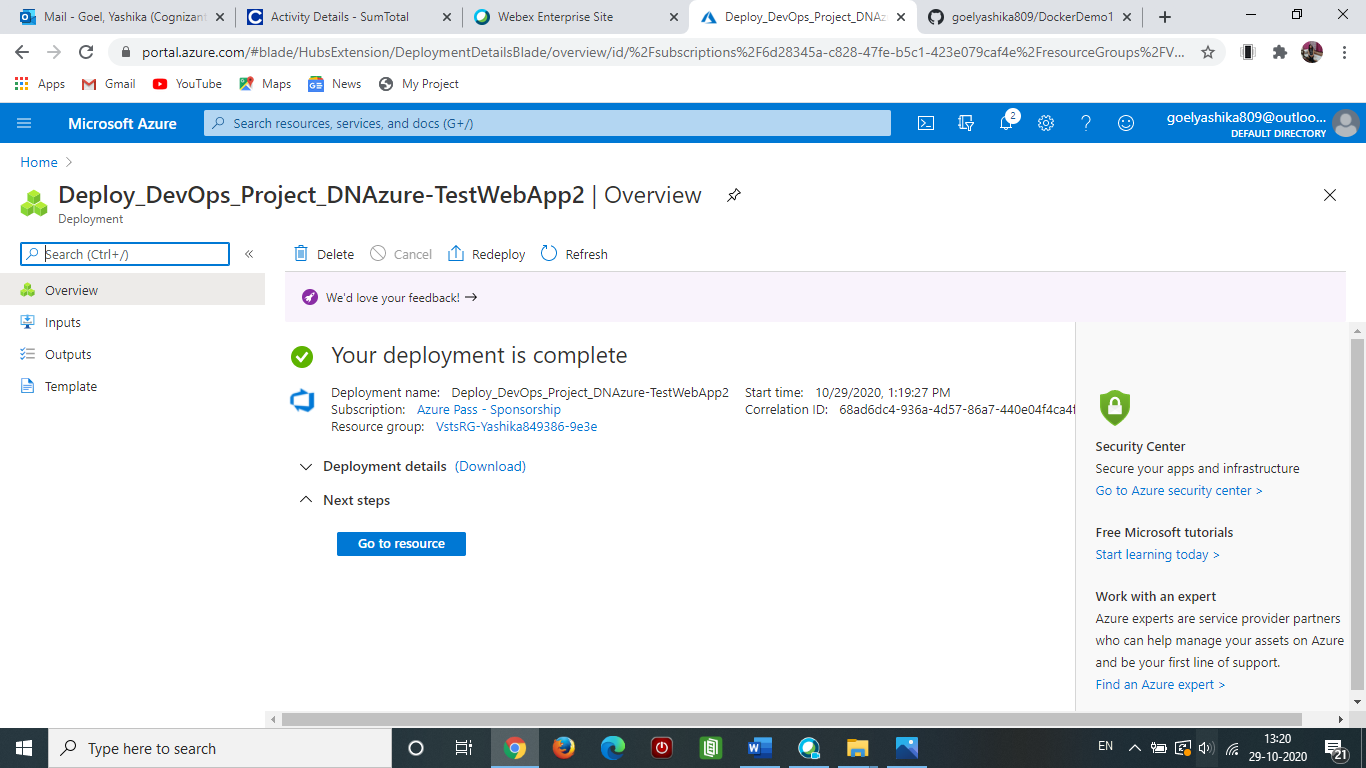 Mail - Goel, Yashika (Cognizant
Activity Details - SumTotal
Webex Enterprise Site
Deploy_DevOps_Project_DNAz
goelyashika809/DockerDemo1
portal.azure.com/#blade/HubsExtension/DeploymentDetailsBlade/overview/id/%2Fsubscriptions%2F6d28345a-c828-47fe-b5c1-423e079caf4e%2FresourceGroups%2FV...
Apps
Gmail
YouTube
Maps
News
My Project
Microsoft Azure
Search resources, services, and docs (G+/)
2
goelyashika809@outloo...
DEFAULT DIRECTORY
Home
Deploy_DevOps_Project_DNAzure-TestWebApp2 | Overview
Deployment
Search (Ctrl+/)
«
Delete
Cancel
Redeploy
Refresh
Overview
Inputs
Outputs
Template
We'd love your feedback! →
Your deployment is complete
Deployment name: Deploy_DevOps_Project_DNAzure-TestWebApp2
Subscription: Azure Pass - Sponsorship
Resource group: VstsRG-Yashika849386-9e3e
Start time: 10/29/2020, 1:19:27 PM
Correlation ID: 68ad6dc4-936a-4d57-86a7-440e04f4ca4f
Deployment details (Download)
Next steps
Go to resource
Security Center
Secure your apps and infrastructure
Go to Azure security center >
Free Microsoft tutorials
Start learning today >
Work with an expert
Azure experts are service provider partners
who can help manage your assets on Azure
and be your first line of support.
Find an Azure expert >
Type here to search
EN
13:20
29-10-2020
21